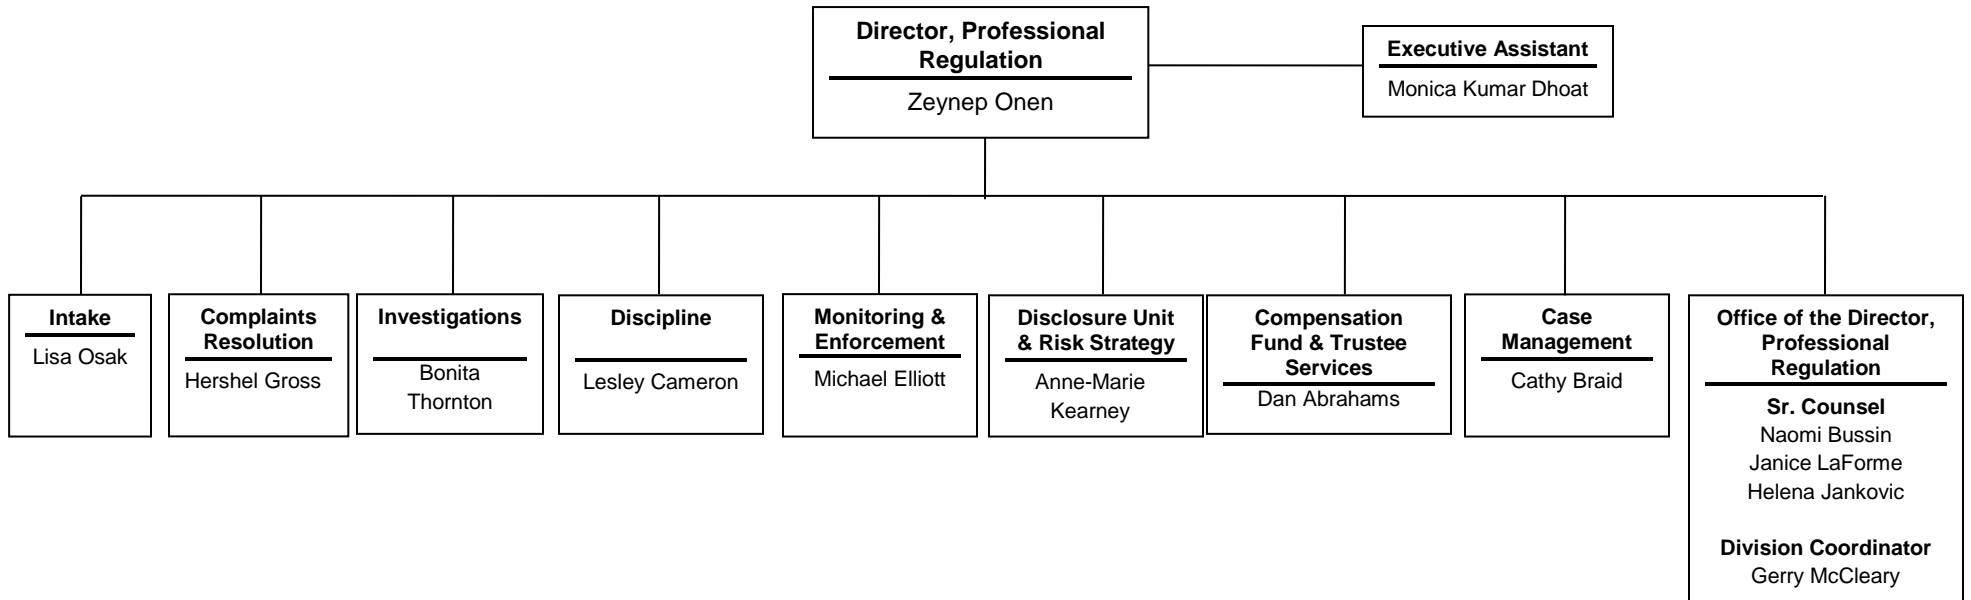 Director, Professional
Regulation
Zeynep Onen
Executive Assistant
Monica Kumar Dhoat
Intake
Lisa Osak
Complaints
Resolution
Hershel Gross
Investigations
Bonita
Thornton
Discipline
Lesley Cameron
Monitoring &
Enforcement
Michael Elliott
Disclosure Unit
& Risk Strategy
Anne-Marie
Kearney
Compensation
Fund & Trustee
Services
Dan Abrahams
Case
Management
Cathy Braid
Office of the Director,
Professional
Regulation
Sr. Counsel
Naomi Bussin
Janice LaForme
Helena Jankovic
Division Coordinator
Gerry McCleary